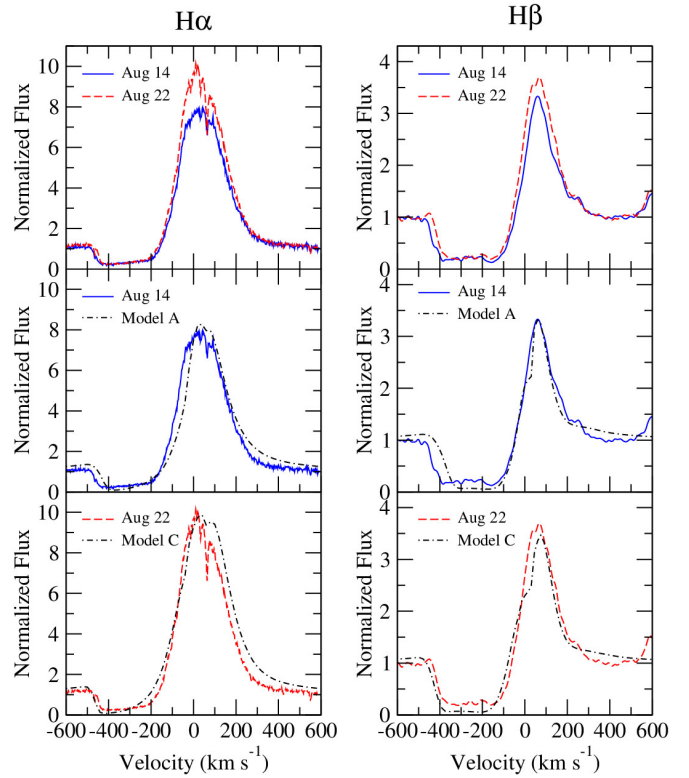 Hα
Hβ
Normalized Flux
10
8
6
4
2
0
Aug 14
Aug 22
Normalized Flux
4
3
2
1
0
Aug 14
Aug 22
Normalized Flux
10
8
6
4
2
0
Aug 14
Model A
Normalized Flux
4
3
2
1
0
Aug 14
Model A
Normalized Flux
10
8
6
4
2
0
Aug 22
Model C
-600 -400 -200 0 200 400 600
Velocity (km s⁻¹)
Normalized Flux
4
3
2
1
0
Aug 22
Model C
-600 -400 -200 0 200 400 600
Velocity (km s⁻¹)